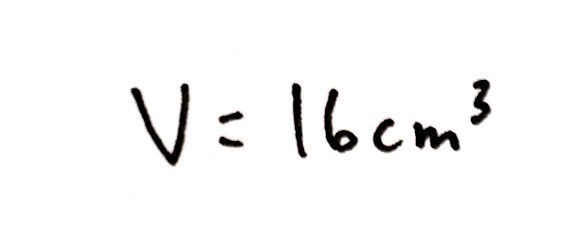 V = 16cm³